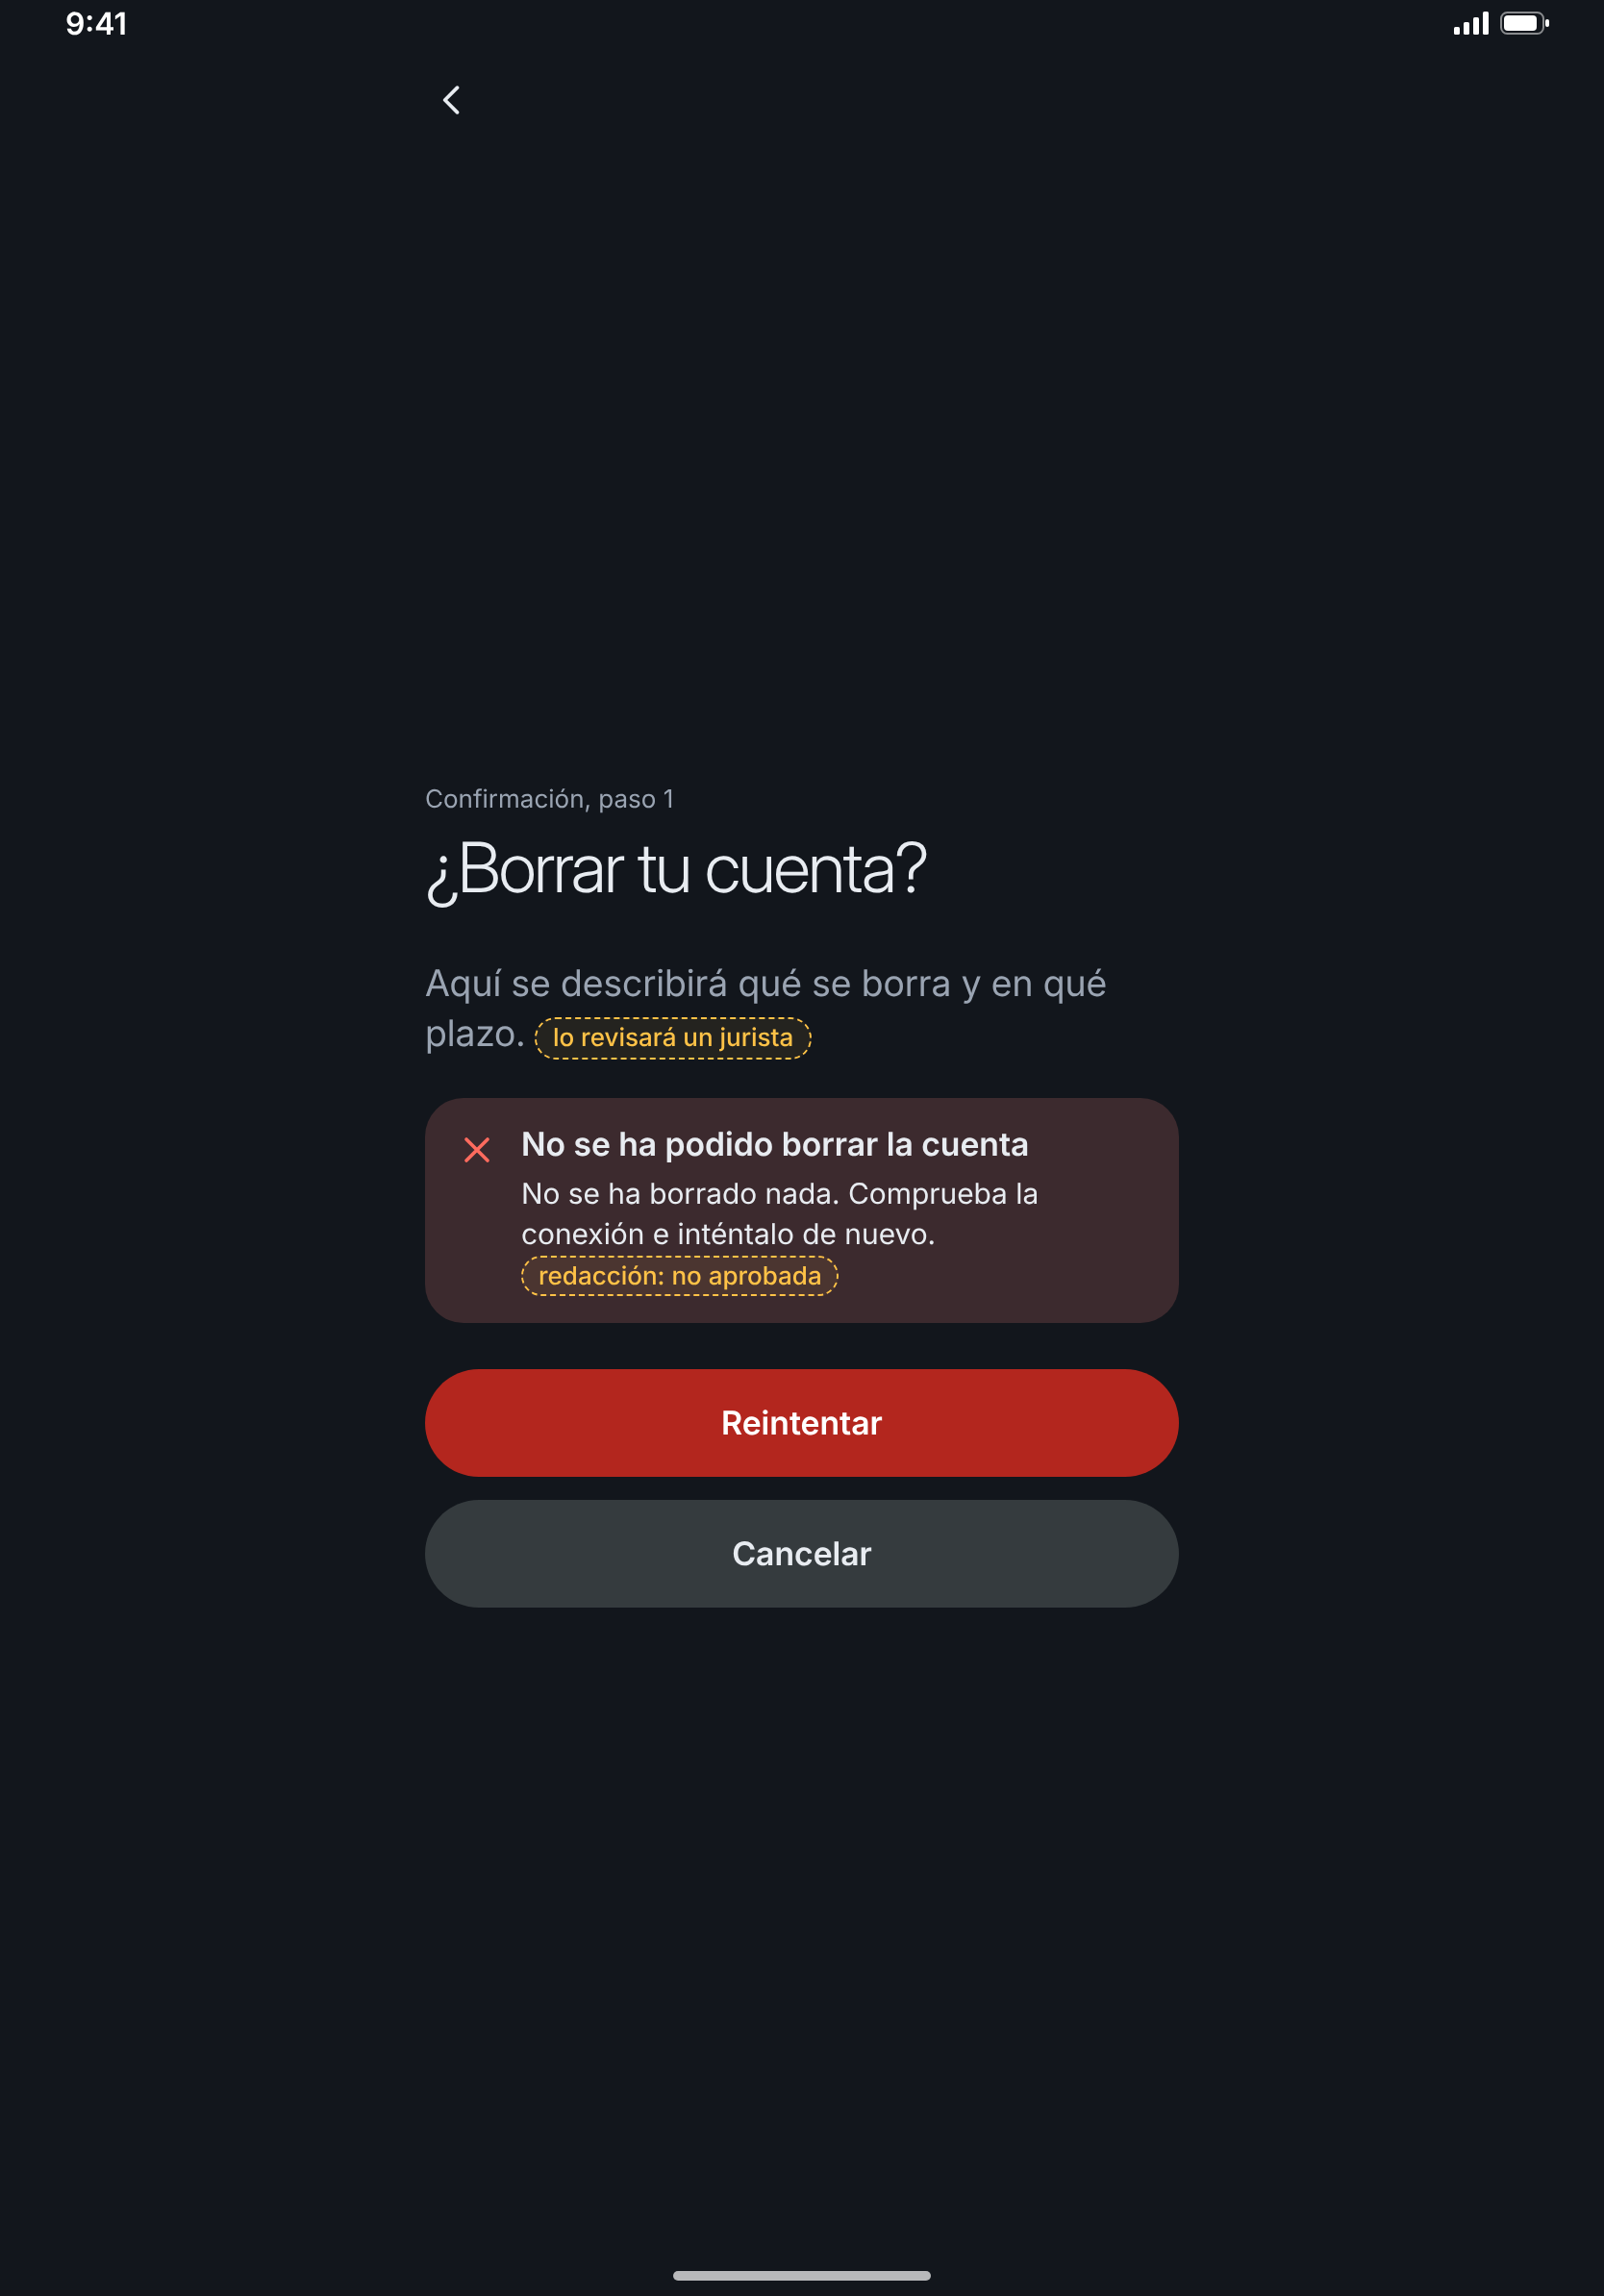 9:41
Confirmación, paso 1
¿Borrar tu cuenta?
Aquí se describirá qué se borra y en qué
plazo. lo revisará un jurista
No se ha podido borrar la cuenta
No se ha borrado nada. Comprueba la
conexión e inténtalo de nuevo.
redacción: no aprobada
Reintentar
Cancelar